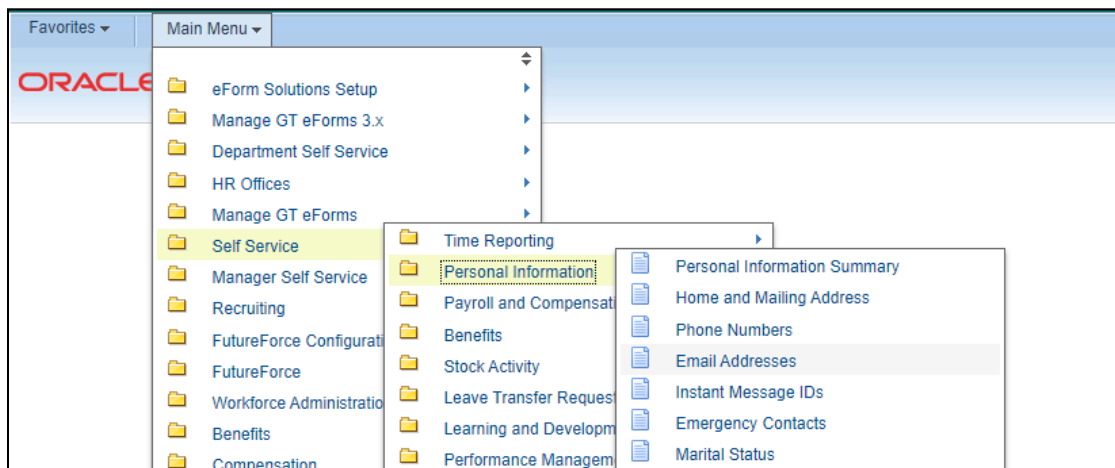 Favorites Main Menu
ORACLE
eForm Solutions Setup
Manage GT eForms 3.x
Department Self Service
HR Offices
Manage GT eForms
Self Service
Manager Self Service
Recruiting
FutureForce Configurati
FutureForce
Workforce Administratio
Benefits
Compensation
Time Reporting
Personal Information
Payroll and Compensati
Benefits
Stock Activity
Leave Transfer Request
Learning and Developm
Performance Managem
Personal Information Summary
Home and Mailing Address
Phone Numbers
Email Addresses
Instant Message IDs
Emergency Contacts
Marital Status